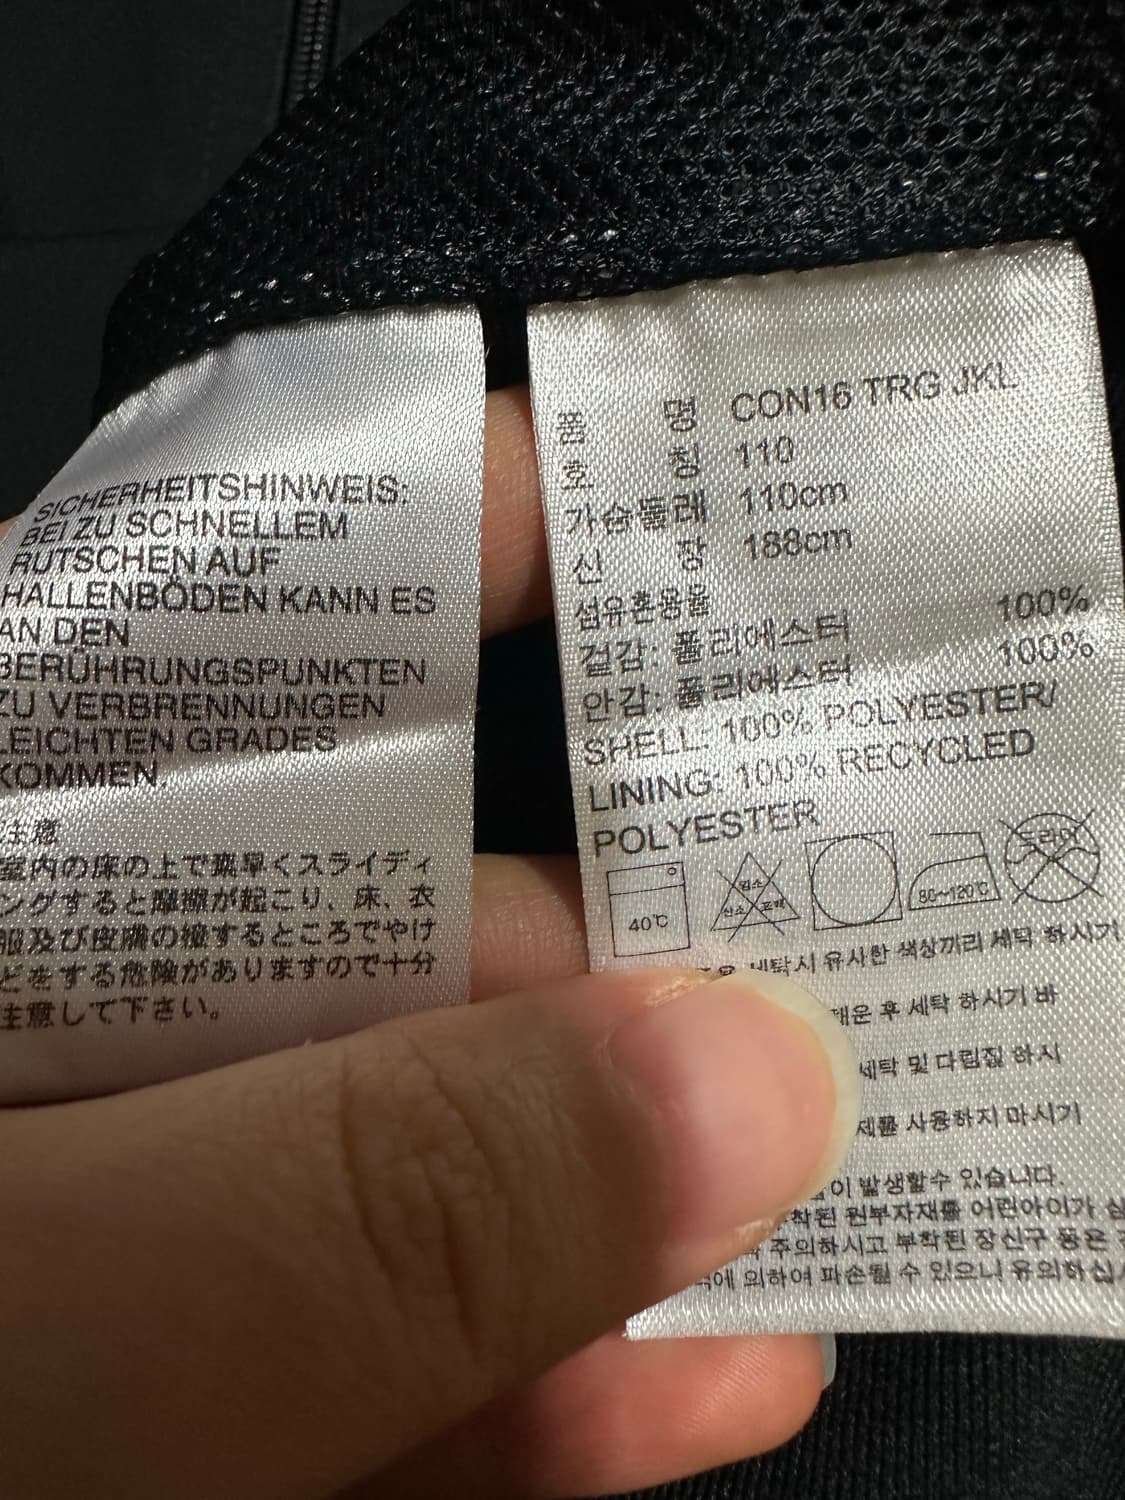 SICHERHEITSHINWEIS:
BEI ZU SCHNELLEM
RUTSCHEN AUF
HALLENBÖDEN KANN ES
AN DEN
BERÜHRUNGSPUNKTEN
ZU VERBRENNUNGEN
LEICHTEN GRADES
KOMMEN.
注意
室内の床の上で素早くスライディ
ングすると摩擦が起こり、床、衣
服及び皮膚の擦するところでやけ
どをする危険がありますので十分
注意して下さい。
품 명 CON16 TRG JKL
호 칭 110
가슴둘레 110cm
신 장 188cm
섬유혼용율
겉감: 폴리에스터 100%
안감: 폴리에스터 100%
SHELL: 100% POLYESTER/
LINING: 100% RECYCLED
POLYESTER
40℃
염소
산소 표백
80~120℃
드라이
세탁시 유사한 색상끼리 세탁 하시기
후 세탁 하시기 바
세탁 및 다림질 하시
사용하지 마시기
발생할수 있습니다.
부착된 원부자재를 어린아이가
주의하시고 부착된 장신구 등은
의하여 파손될 수 있으니 유의하십